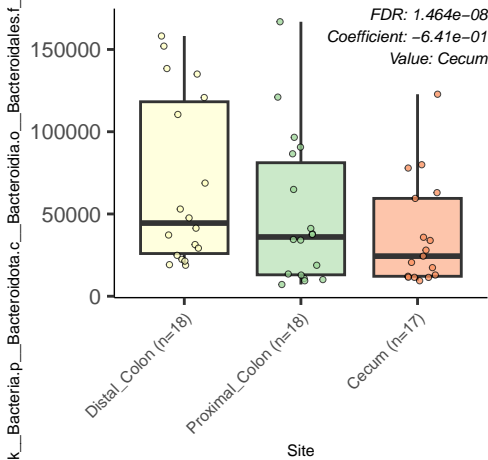 FDR: 1.464e−08
Coefficient: −6.41e−01
Value: Cecum
k__Bacteria.p__Bacteroidota.c__Bacteroidia.o__Bacteroidales.f_
150000
100000
50000
0
Distal_Colon (n=18)
Proximal_Colon (n=18)
Cecum (n=17)
Site